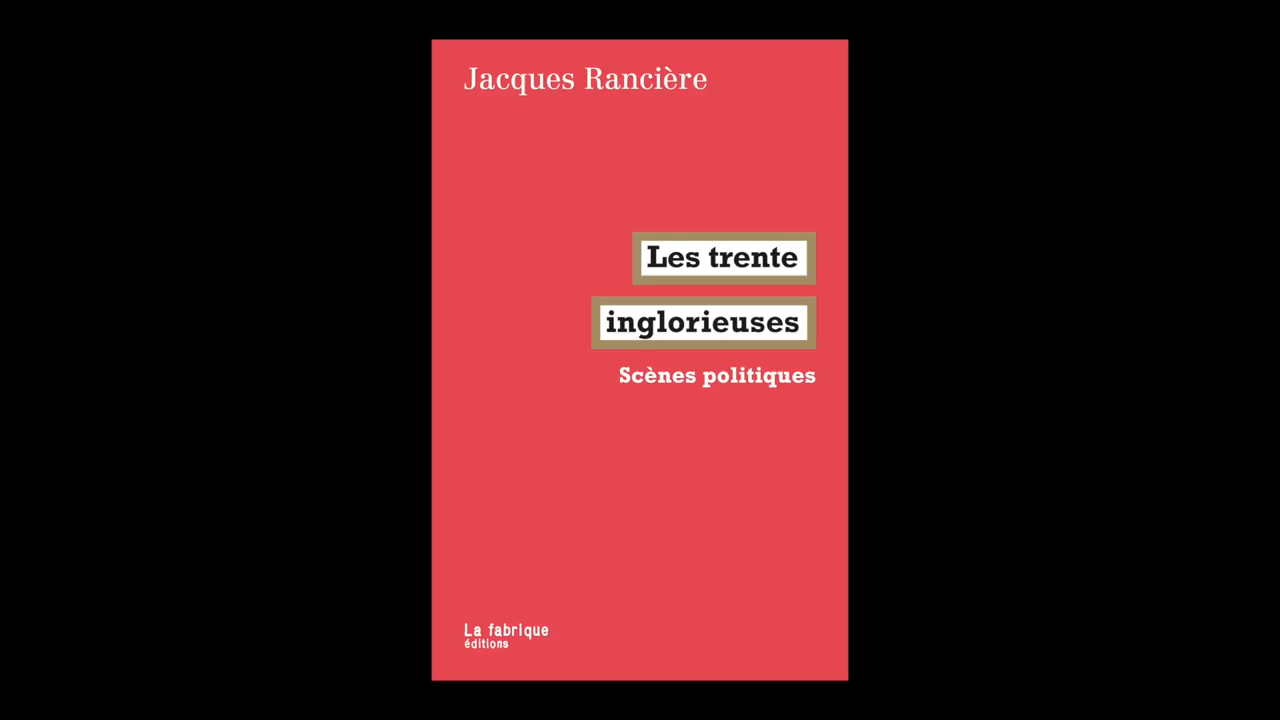 Jacques Rancière
Les trente
inglorieuses
Scènes politiques
La fabrique
éditions